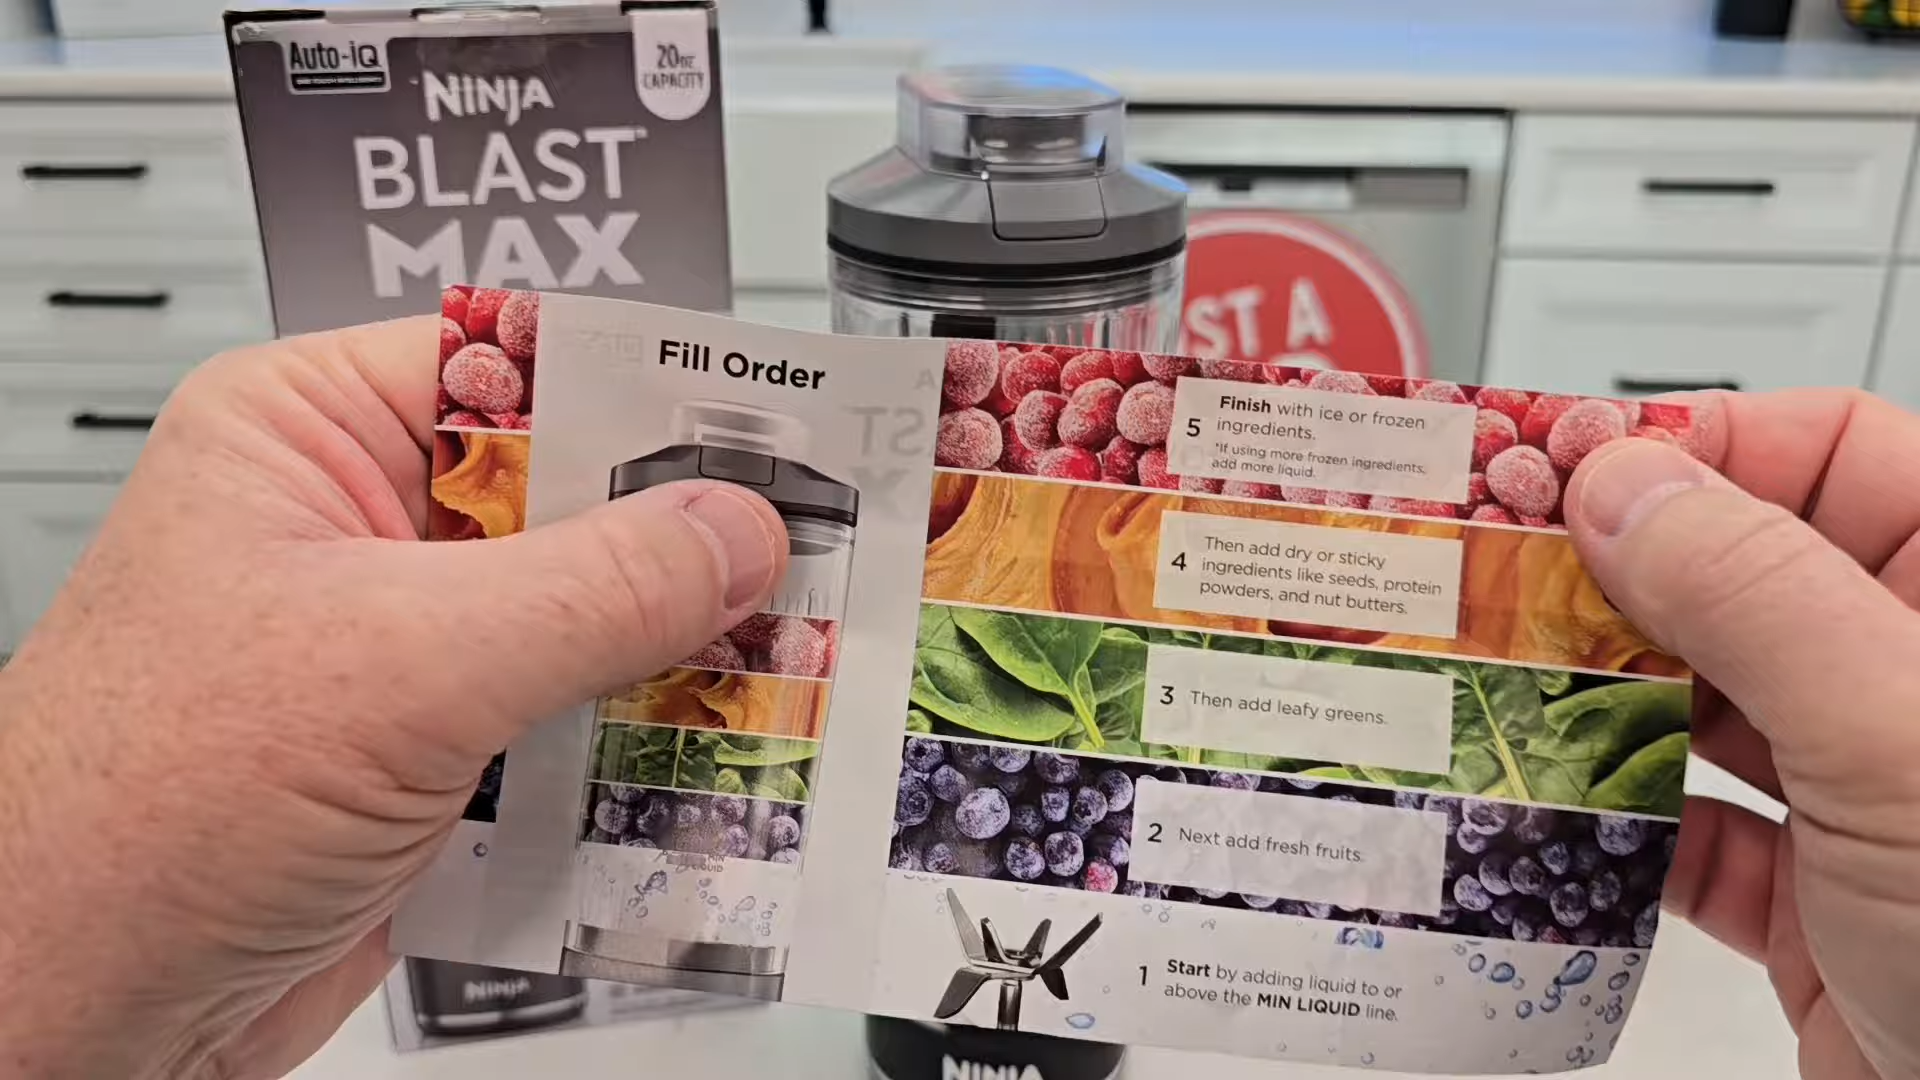 Auto-iQ
NINJA
BLAST
MAX
20oz
CAPACITY
ST A
Fill Order
5 Finish with ice or frozen
ingredients.
*If using more frozen ingredients,
add more liquid.
4 Then add dry or sticky
ingredients like seeds, protein
powders, and nut butters.
3 Then add leafy greens.
2 Next add fresh fruits.
MIN
LIQUID
1 Start by adding liquid to or
above the MIN LIQUID line.
NINJA
NINJA